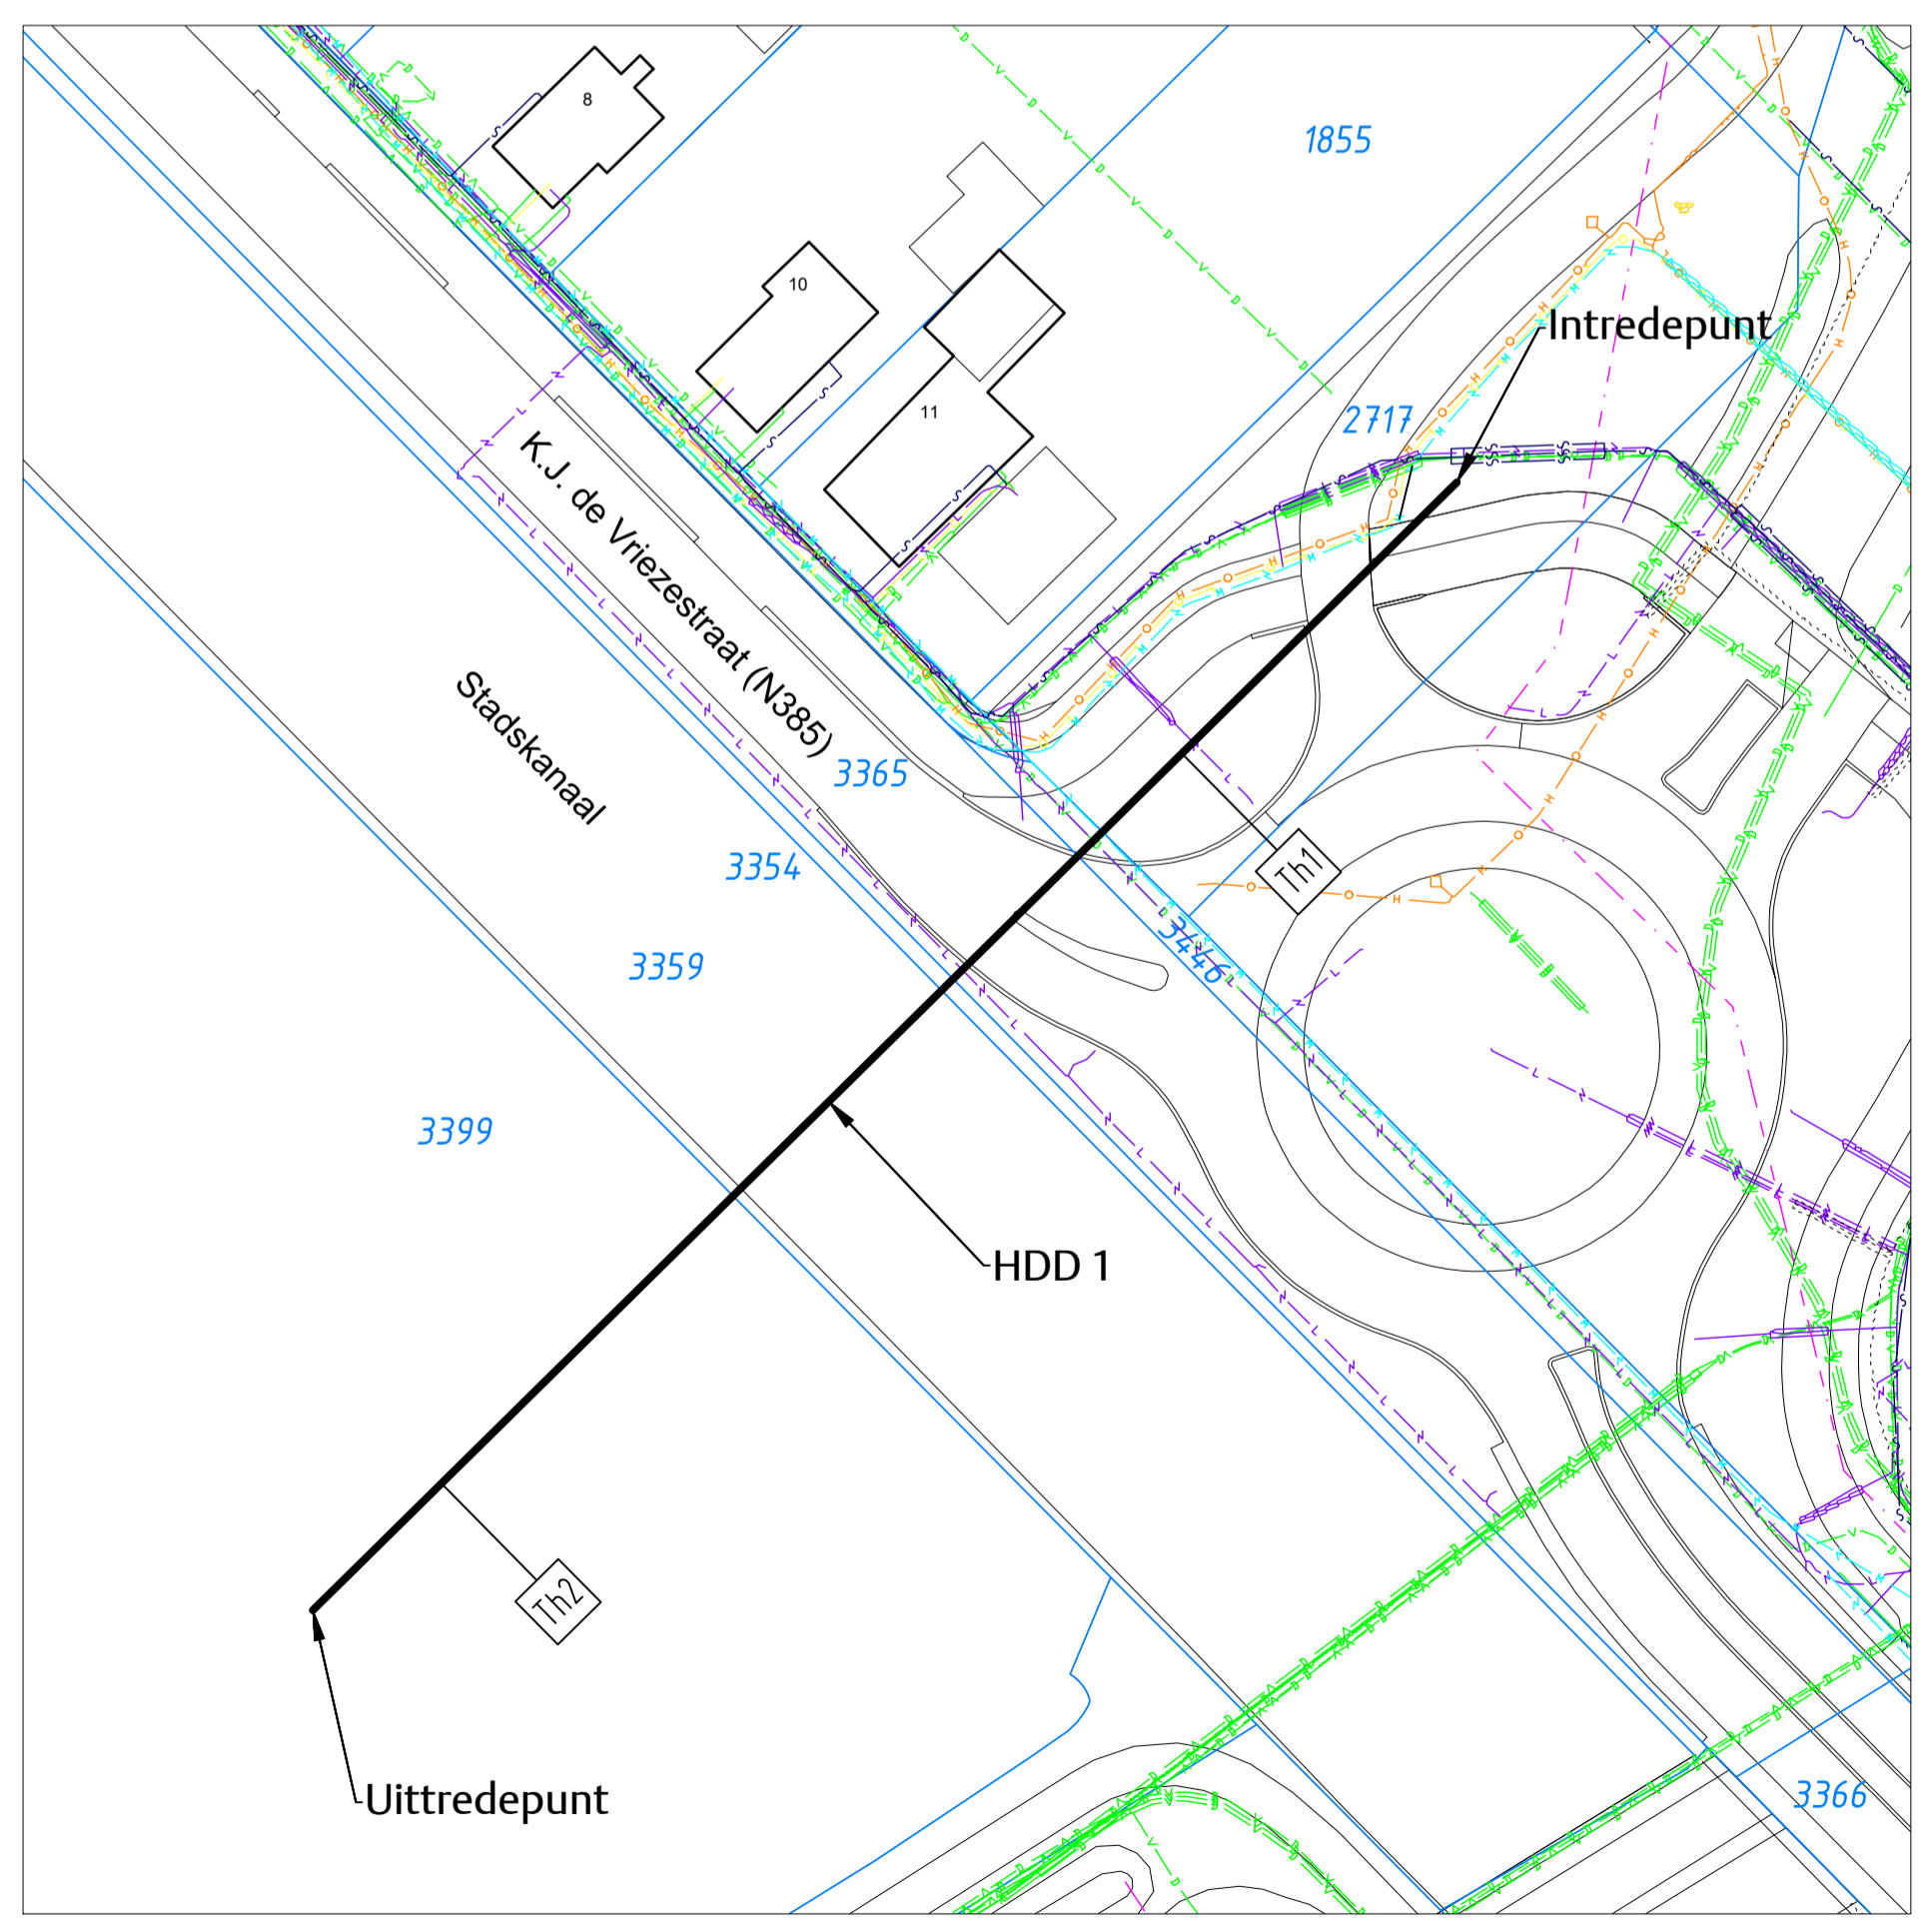 8
1855
10
Intredepunt
11
2717
K.J. de Vriezestraat (N385)
Stadskanaal
3365
3354
Th1
3446
3359
3399
HDD 1
Th2
Uittredepunt
3366